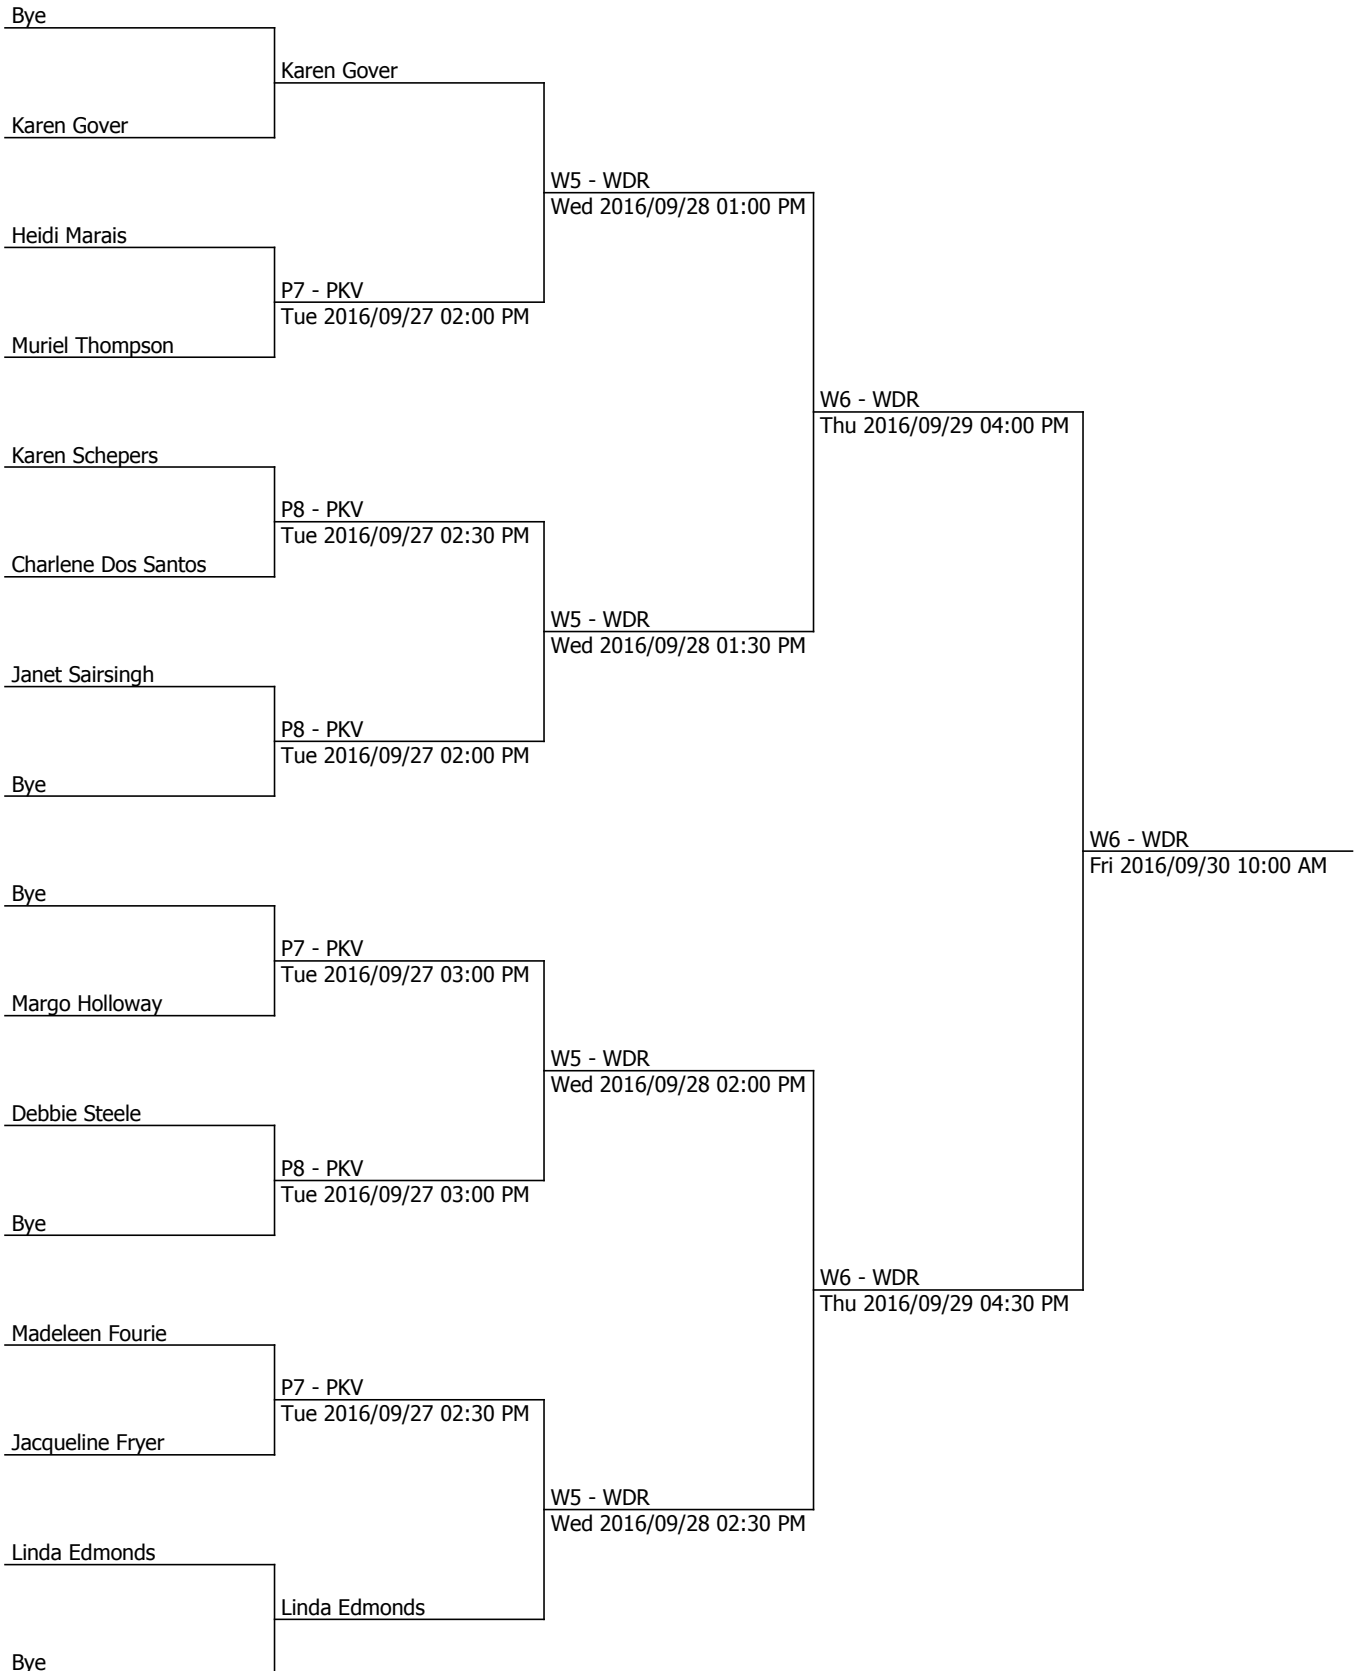 Bye
Karen Gover
Karen Gover
W5 - WDR
Wed 2016/09/28 01:00 PM
Heidi Marais
P7 - PKV
Tue 2016/09/27 02:00 PM
Muriel Thompson
W6 - WDR
Thu 2016/09/29 04:00 PM
Karen Schepers
P8 - PKV
Tue 2016/09/27 02:30 PM
Charlene Dos Santos
W5 - WDR
Wed 2016/09/28 01:30 PM
Janet Sairsingh
P8 - PKV
Tue 2016/09/27 02:00 PM
Bye
W6 - WDR
Fri 2016/09/30 10:00 AM
Bye
P7 - PKV
Tue 2016/09/27 03:00 PM
Margo Holloway
W5 - WDR
Wed 2016/09/28 02:00 PM
Debbie Steele
P8 - PKV
Tue 2016/09/27 03:00 PM
Bye
W6 - WDR
Thu 2016/09/29 04:30 PM
Madeleen Fourie
P7 - PKV
Tue 2016/09/27 02:30 PM
Jacqueline Fryer
W5 - WDR
Wed 2016/09/28 02:30 PM
Linda Edmonds
Linda Edmonds
Bye